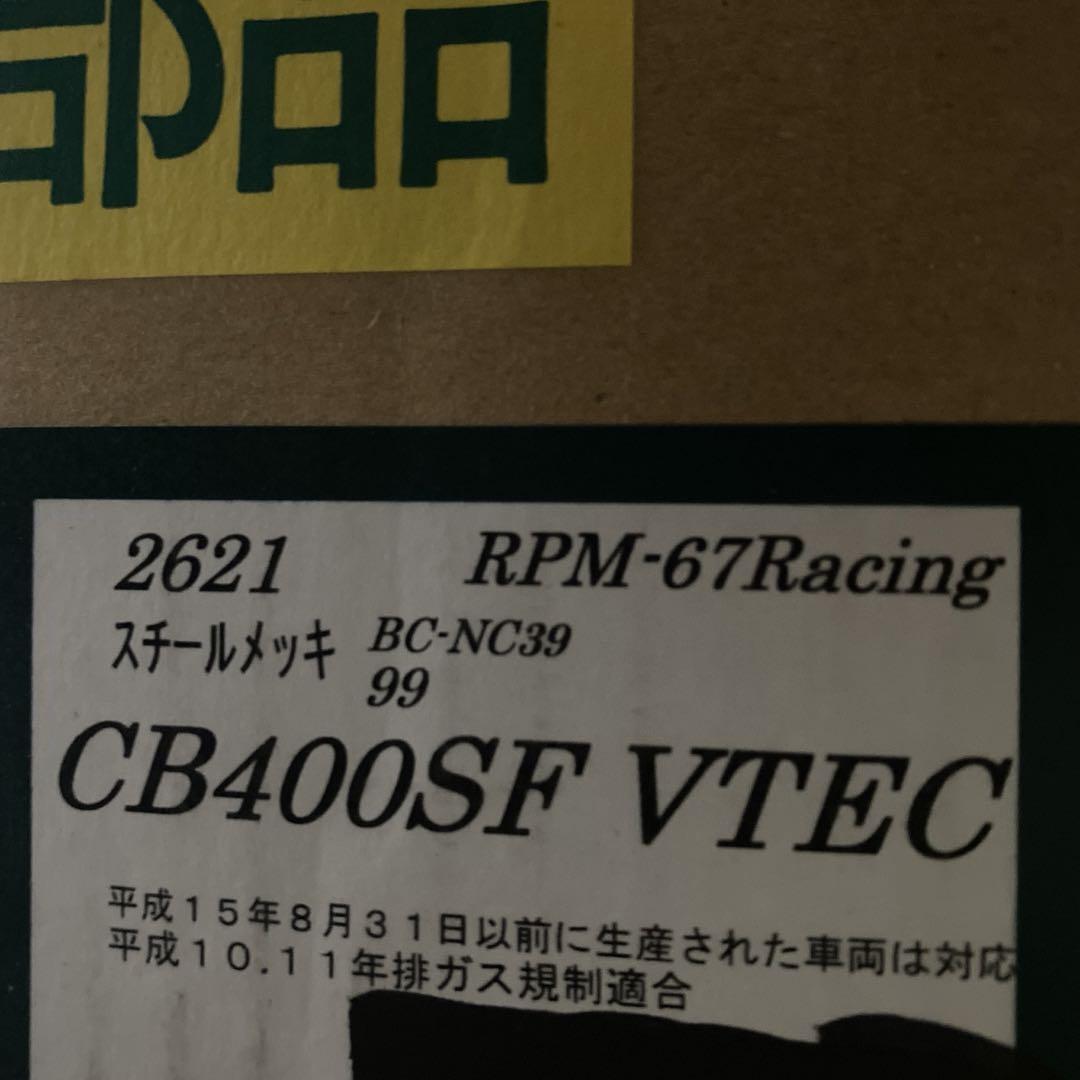 部品
2621 RPM-67Racing
スチールメッキ BC-NC39
99
CB400SF VTEC
平成15年8月31日以前に生産された車両は対応
平成10.11年排ガス規制適合